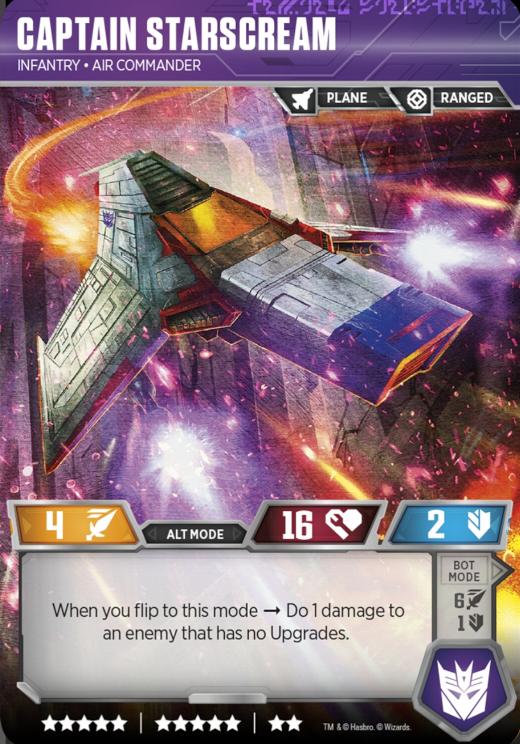 CAPTAIN STARSCREAM
INFANTRY • AIR COMMANDER
PLANE
RANGED
4
ALT MODE
16
2
When you flip to this mode → Do 1 damage to
an enemy that has no Upgrades.
BOT
MODE
6
1
★★★★★ | ★★★★★ | ★★
TM & © Hasbro. © Wizards.